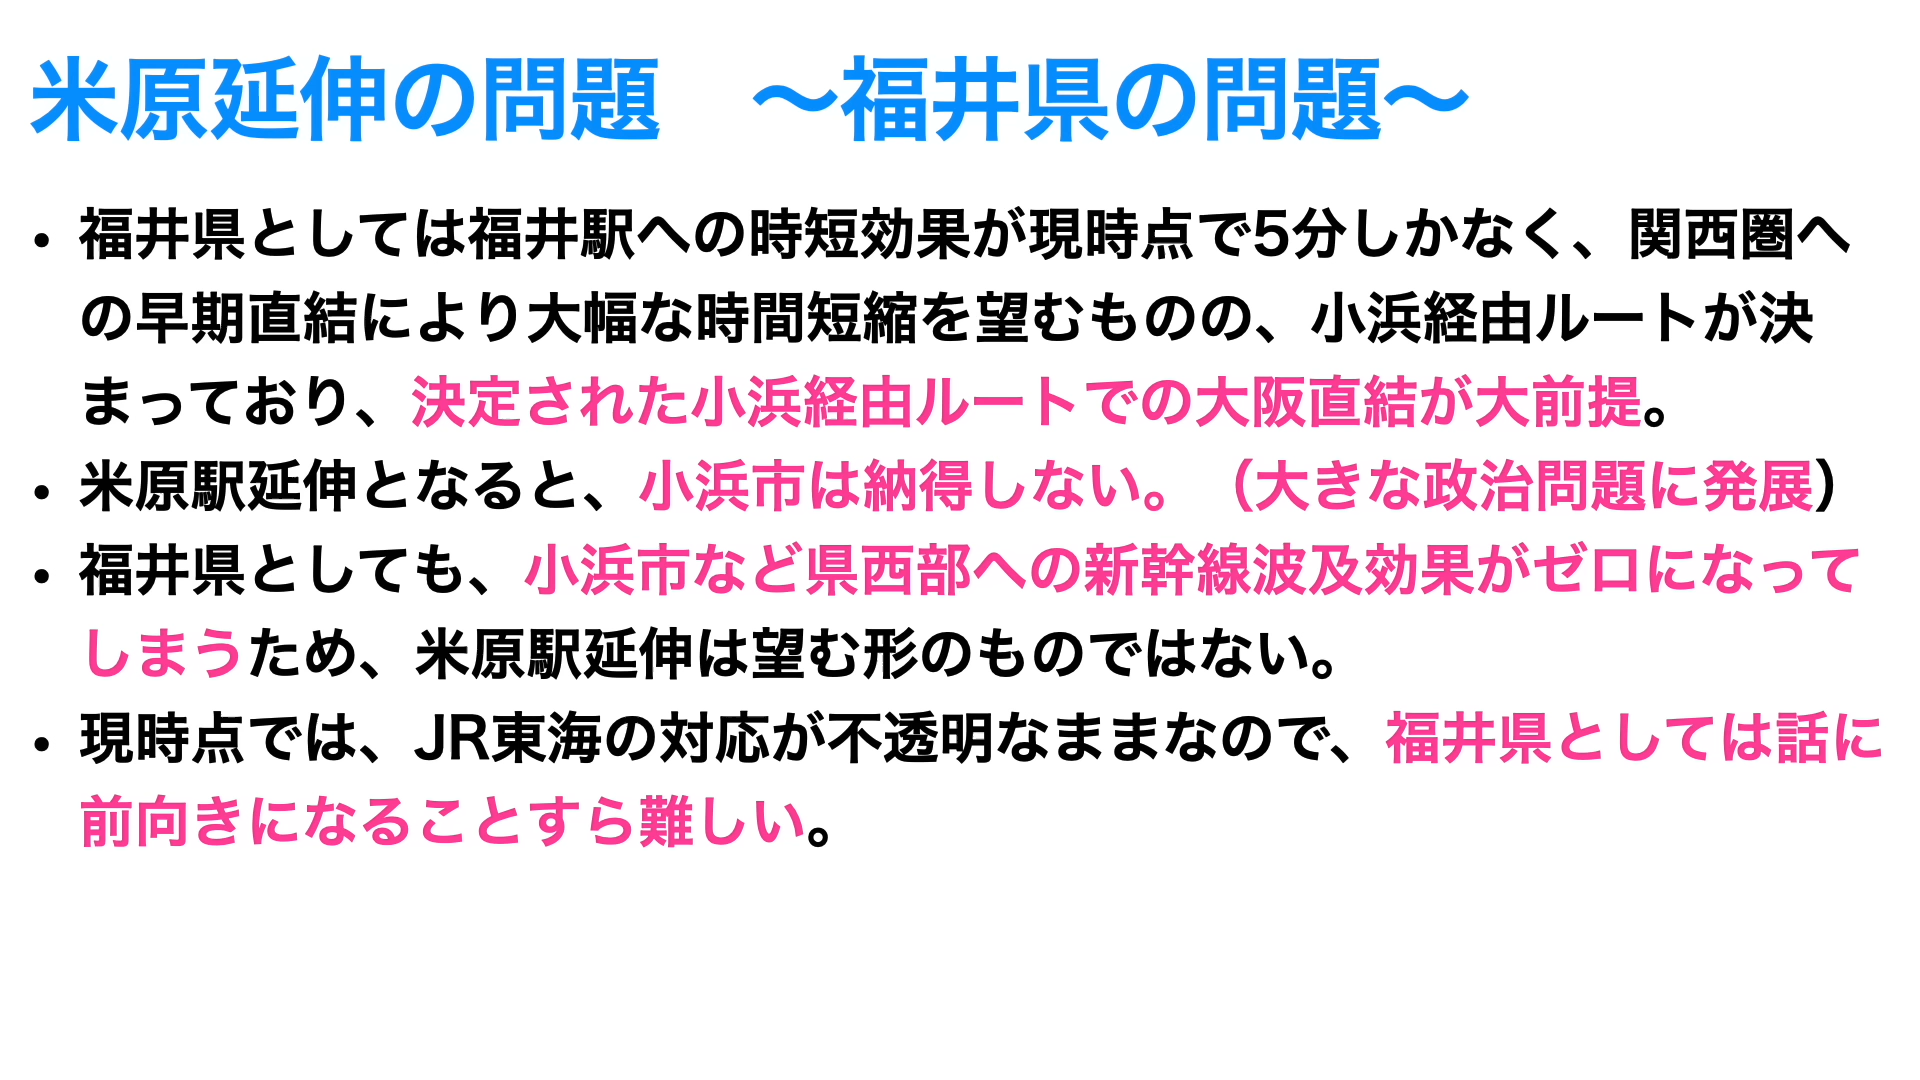 米原延伸の問題　〜福井県の問題〜
・福井県としては福井駅への時短効果が現時点で5分しかなく、関西圏へ
の早期直結により大幅な時間短縮を望むものの、小浜経由ルートが決
まっており、決定された小浜経由ルートでの大阪直結が大前提。
・米原駅延伸となると、小浜市は納得しない。（大きな政治問題に発展）
・福井県としても、小浜市など県西部への新幹線波及効果がゼロになって
しまうため、米原駅延伸は望む形のものではない。
・現時点では、JR東海の対応が不透明なままなので、福井県としては話に
前向きになることすら難しい。